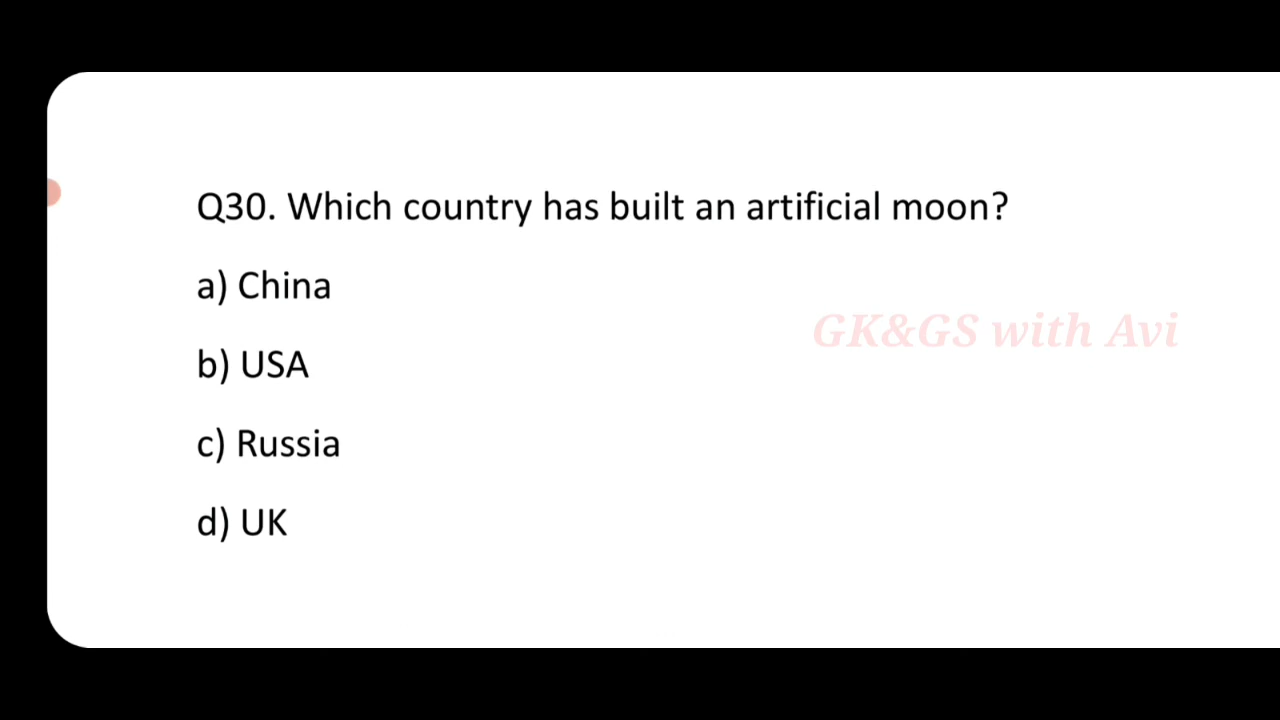 Q30. Which country has built an artificial moon?
a) China
GK&GS with Avi
b) USA
c) Russia
d) UK